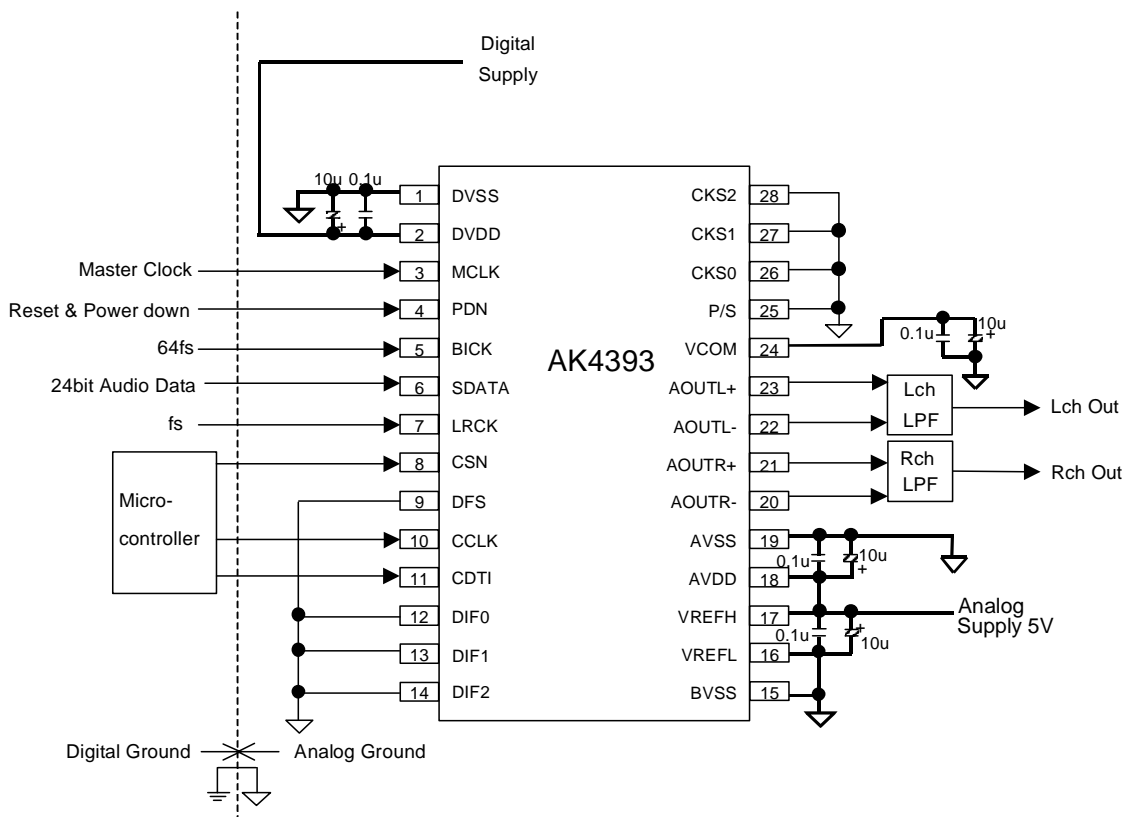 Digital
Supply
10u 0.1u
1 DVSS
2 DVDD
+
Master Clock 3 MCLK
Reset & Power down 4 PDN
64fs 5 BICK
24bit Audio Data 6 SDATA
fs 7 LRCK
8 CSN
Micro-
controller
9 DFS
10 CCLK
11 CDTI
12 DIF0
13 DIF1
14 DIF2
AK4393
CKS2 28
CKS1 27
CKS0 26
P/S 25
VCOM 24
0.1u 10u
+
AOUTL+ 23
AOUTL- 22
Lch
LPF
Lch Out
AOUTR+ 21
AOUTR- 20
Rch
LPF
Rch Out
AVSS 19
0.1u 10u
+
AVDD 18
VREFH 17
Analog
Supply 5V
0.1u + 10u
VREFL 16
BVSS 15
Digital Ground Analog Ground